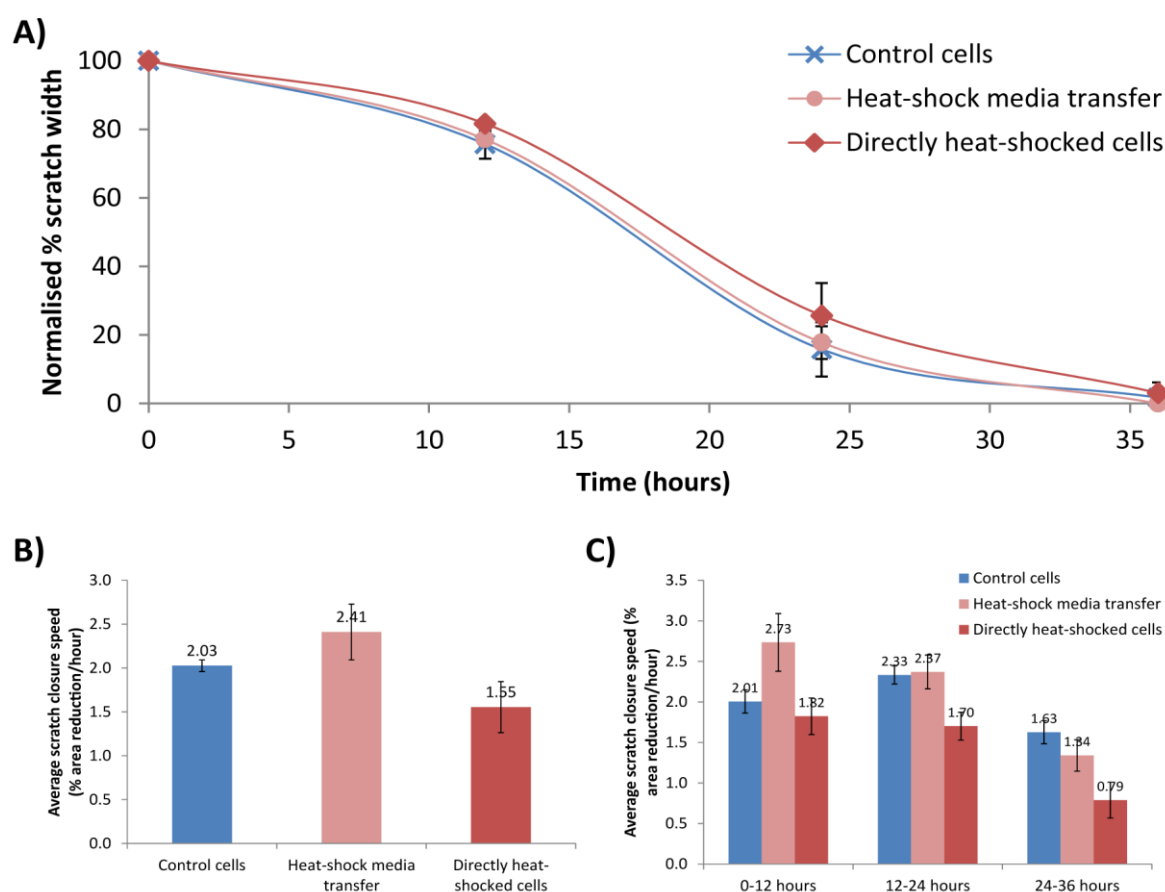 A)
Control cells
Heat-shock media transfer
Directly heat-shocked cells
100
80
60
40
20
0
Normalised % scratch width
0 5 10 15 20 25 30 35
Time (hours)
B)
Average scratch closure speed
(% area reduction/hour)
3.0
2.5
2.0
1.5
1.0
0.5
0.0
2.03
2.41
1.55
Control cells
Heat-shock media
transfer
Directly heat-
shocked cells
C)
Average scratch closure speed (%
area reduction/hour)
3.5
3.0
2.5
2.0
1.5
1.0
0.5
0.0
Control cells
Heat-shock media transfer
Directly heat-shocked cells
2.01
2.73
1.82
2.33
2.37
1.70
1.63
1.34
0.79
0-12 hours
12-24 hours
24-36 hours